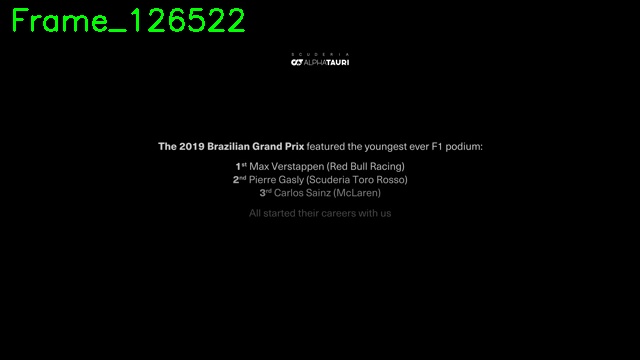 Frame_126522
SCUDERIA
ALPHATAURI
The 2019 Brazilian Grand Prix featured the youngest ever F1 podium:
1st Max Verstappen (Red Bull Racing)
2nd Pierre Gasly (Scuderia Toro Rosso)
3rd Carlos Sainz (McLaren)
All started their careers with us